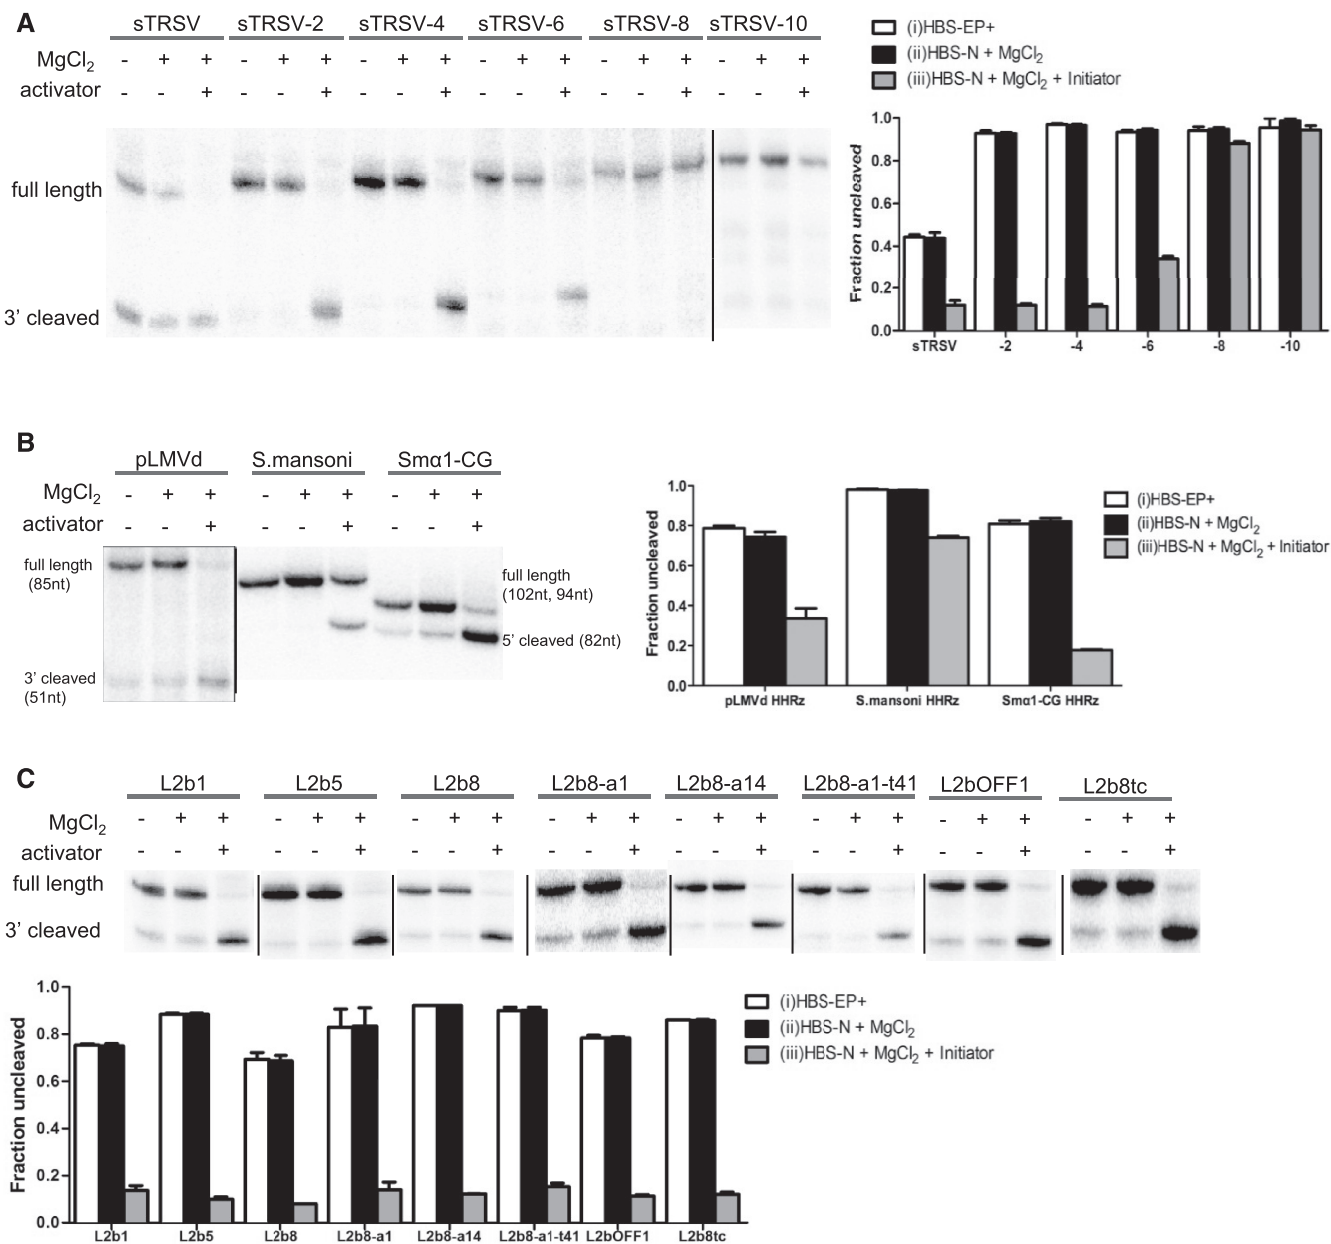 A
sTRSV sTRSV-2 sTRSV-4 sTRSV-6 sTRSV-8 sTRSV-10
MgCl2 - + + - + + - + + - + + - + + - + +
activator - - + - - + - - + - - + - - + - - +
full length
3' cleaved
(i)HBS-EP+
(ii)HBS-N + MgCl2
(iii)HBS-N + MgCl2 + Initiator
Fraction uncleaved
1.0
0.8
0.6
0.4
0.2
0.0
sTRSV -2 -4 -6 -8 -10
B
pLMVd S.mansoni Smα1-CG
MgCl2 - + + - + + - + +
activator - - + - - + - - +
full length
(85nt)
3' cleaved
(51nt)
full length
(102nt, 94nt)
5' cleaved (82nt)
Fraction uncleaved
1.0
0.8
0.6
0.4
0.2
0.0
pLMVd HHRz S.mansoni HHRz Smα1-CG HHRz
(i)HBS-EP+
(ii)HBS-N + MgCl2
(iii)HBS-N + MgCl2 + Initiator
C
L2b1 L2b5 L2b8 L2b8-a1 L2b8-a14 L2b8-a1-t41 L2bOFF1 L2b8tc
MgCl2 - + + - + + - + + - + + - + + - + + - + + - + +
activator - - + - - + - - + - - + - - + - - + - - + - - +
full length
3' cleaved
Fraction uncleaved
1.0
0.8
0.6
0.4
0.2
0.0
L2b1 L2b5 L2b8 L2b8-a1 L2b8-a14 L2b8-a1-t41 L2bOFF1 L2b8tc
(i)HBS-EP+
(ii)HBS-N + MgCl2
(iii)HBS-N + MgCl2 + Initiator